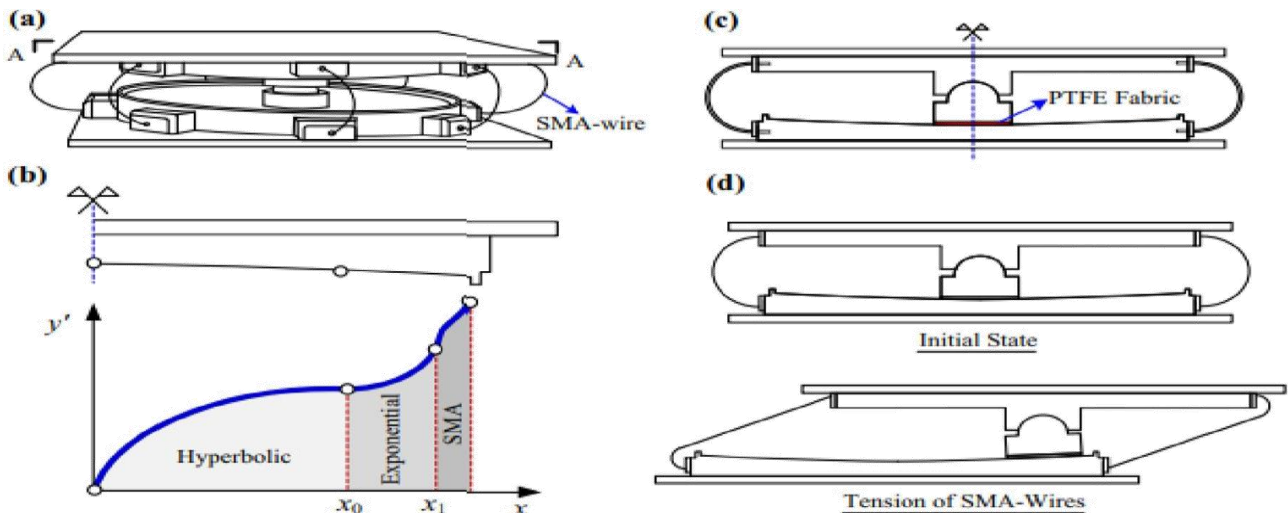 (a)
A
A
SMA-wire
(b)
y'
Hyperbolic
Exponential
SMA
x₀
x₁
x
(c)
PTFE Fabric
(d)
Initial State
Tension of SMA-Wires